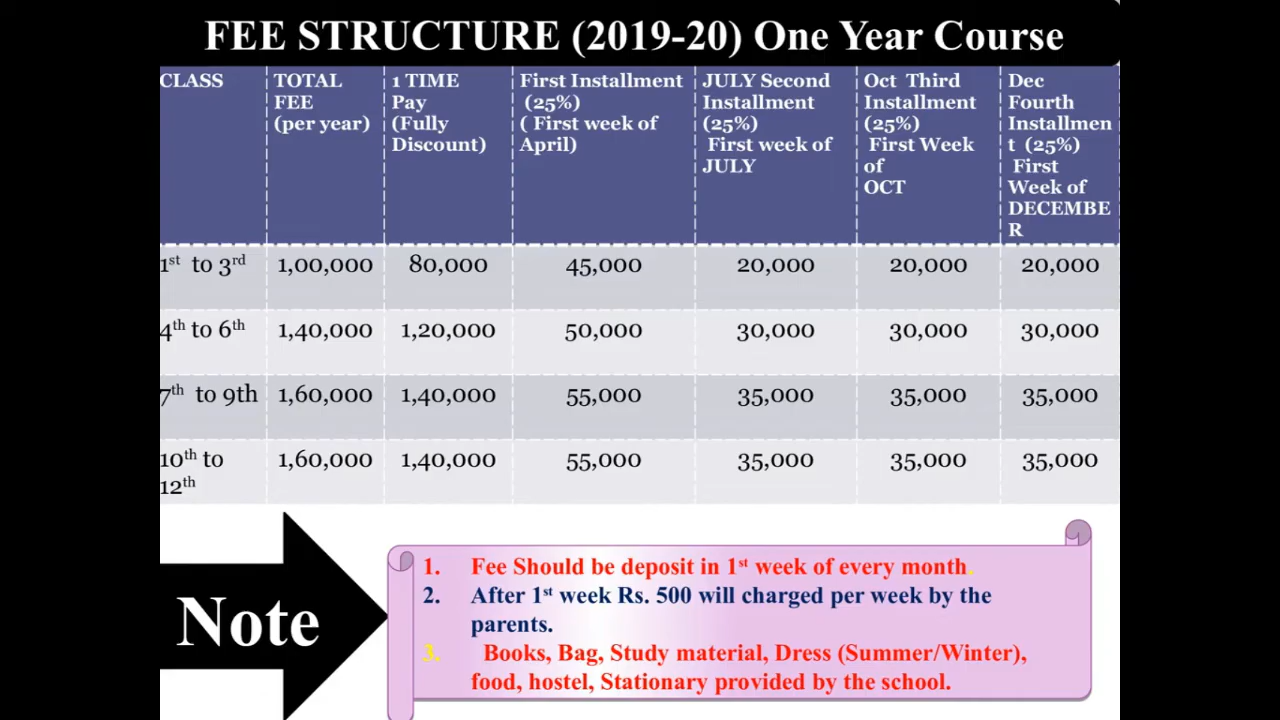 FEE STRUCTURE (2019-20) One Year Course
CLASS
TOTAL
FEE
(per year)
1 TIME
Pay
(Fully
Discount)
First Installment
(25%)
( First week of
April)
JULY Second
Installment
(25%)
First week of
JULY
Oct Third
Installment
(25%)
First Week
of
OCT
Dec
Fourth
Installmen
t (25%)
First
Week of
DECEMBE
R
1st to 3rd 1,00,000 80,000 45,000 20,000 20,000 20,000
4th to 6th 1,40,000 1,20,000 50,000 30,000 30,000 30,000
7th to 9th 1,60,000 1,40,000 55,000 35,000 35,000 35,000
10th to 1,60,000 1,40,000 55,000 35,000 35,000 35,000
12th
Note
1. Fee Should be deposit in 1st week of every month.
2. After 1st week Rs. 500 will charged per week by the
parents.
3. Books, Bag, Study material, Dress (Summer/Winter),
food, hostel, Stationary provided by the school.